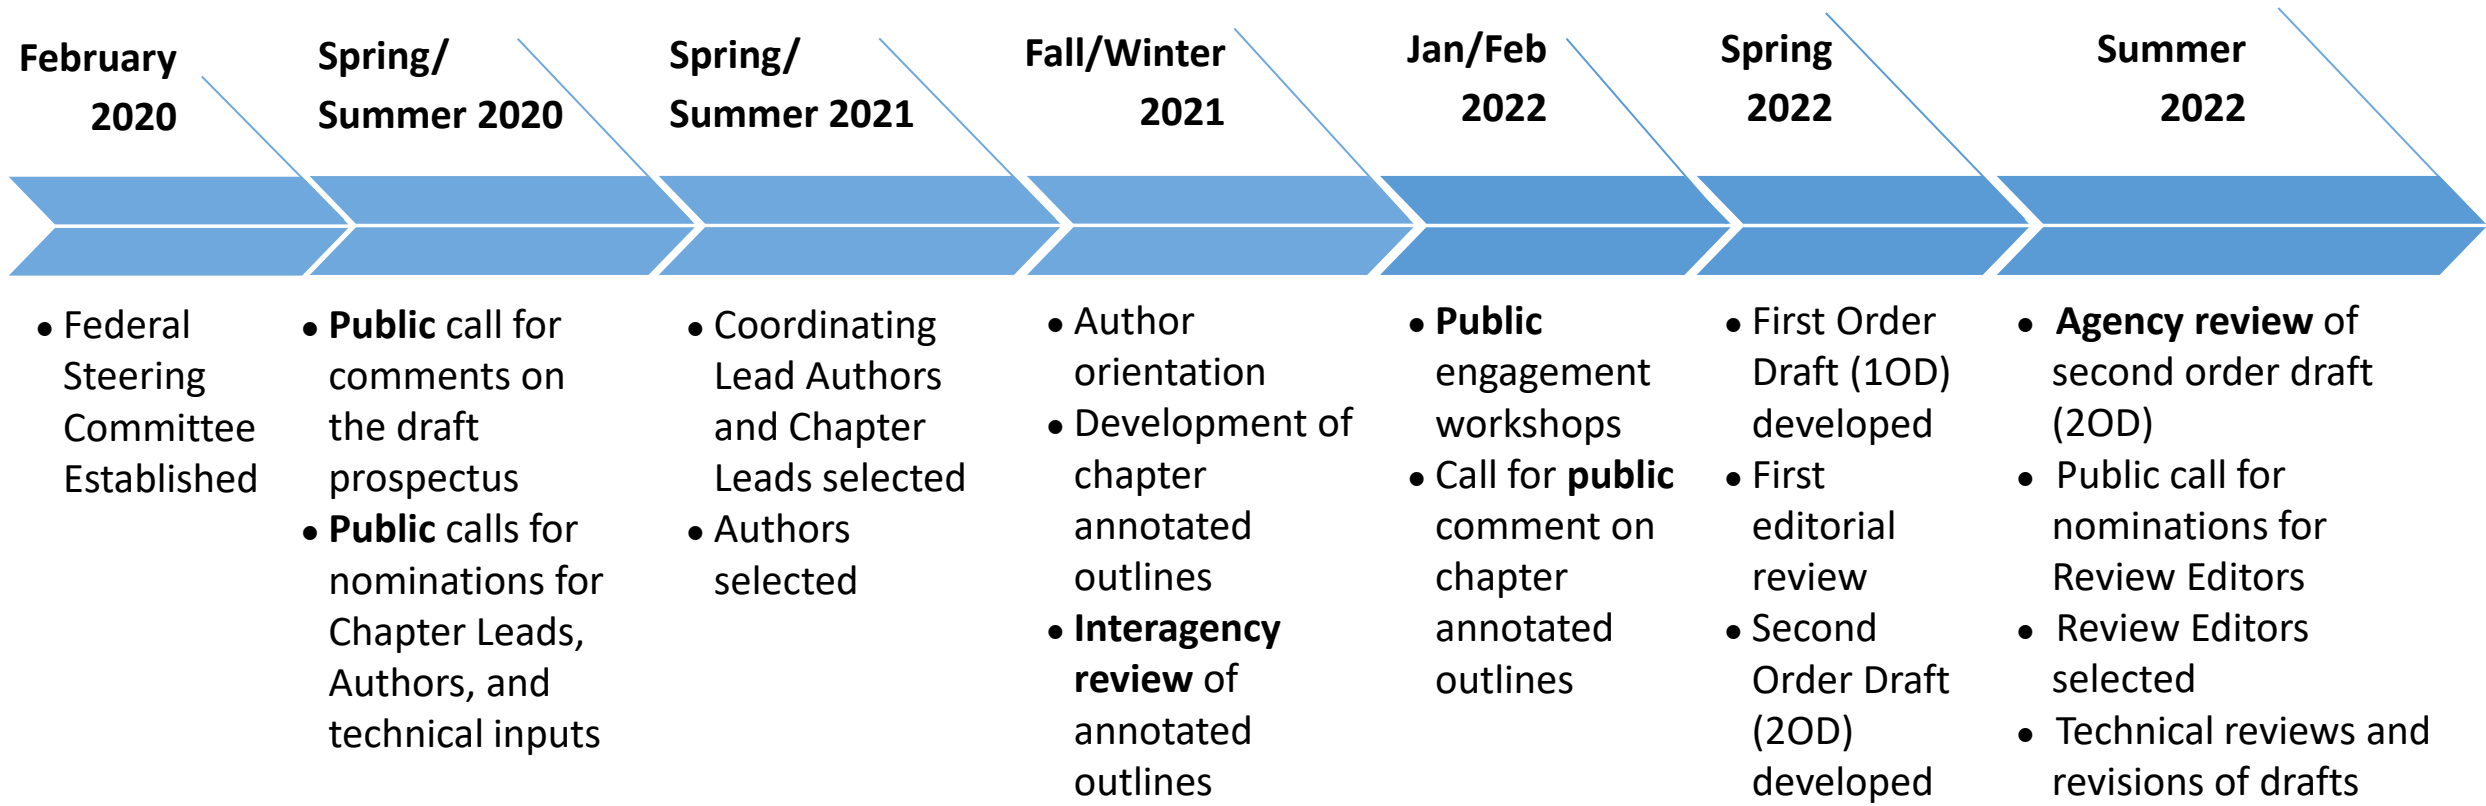 February
2020
• Federal
Steering
Committee
Established
Spring/
Summer 2020
• Public call for
comments on
the draft
prospectus
• Public calls for
nominations for
Chapter Leads,
Authors, and
technical inputs
Spring/
Summer 2021
• Coordinating
Lead Authors
and Chapter
Leads selected
• Authors
selected
Fall/Winter
2021
• Author
orientation
• Development of
chapter
annotated
outlines
• Interagency
review of
annotated
outlines
Jan/Feb
2022
• Public
engagement
workshops
• Call for public
comment on
chapter
annotated
outlines
Spring
2022
• First Order
Draft (1OD)
developed
• First
editorial
review
• Second
Order Draft
(2OD)
developed
Summer
2022
• Agency review of
second order draft
(2OD)
• Public call for
nominations for
Review Editors
• Review Editors
selected
• Technical reviews and
revisions of drafts